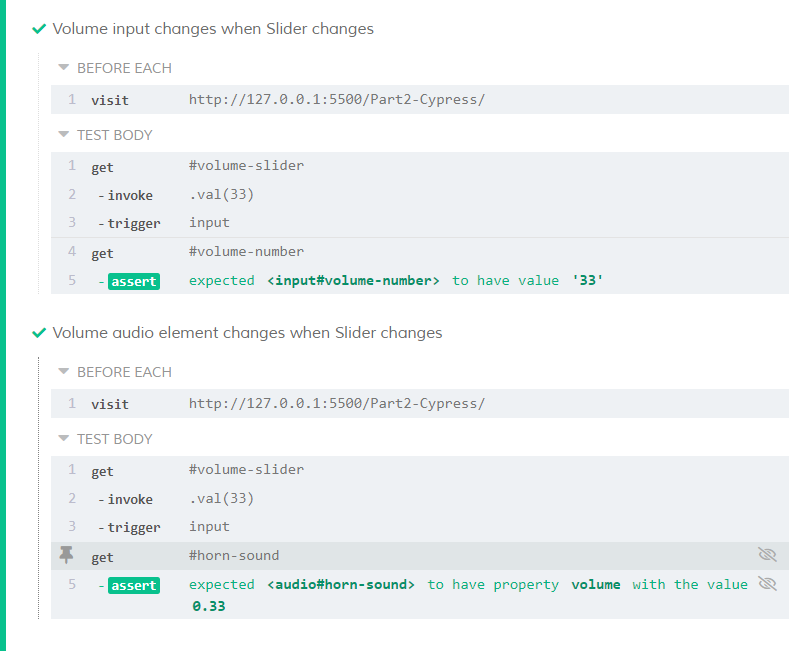 Volume input changes when Slider changes
BEFORE EACH
1 visit http://127.0.0.1:5500/Part2-Cypress/
TEST BODY
1 get #volume-slider
2 -invoke .val(33)
3 -trigger input
4 get #volume-number
5 -assert expected <input#volume-number> to have value '33'
Volume audio element changes when Slider changes
BEFORE EACH
1 visit http://127.0.0.1:5500/Part2-Cypress/
TEST BODY
1 get #volume-slider
2 -invoke .val(33)
3 -trigger input
get #horn-sound
5 -assert expected <audio#horn-sound> to have property volume with the value
0.33